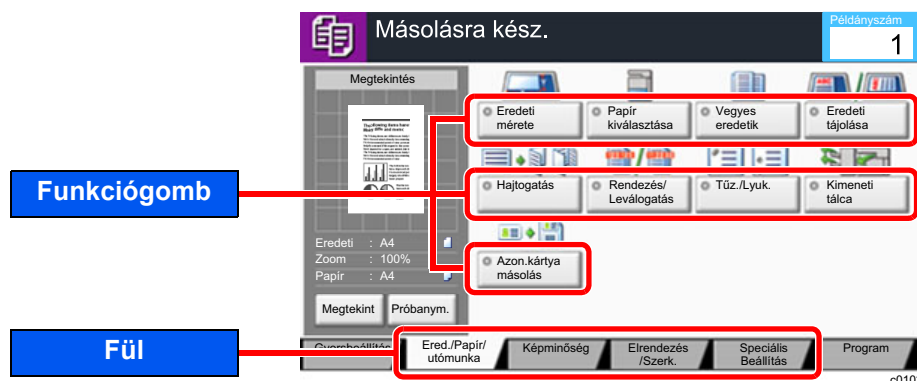 Másolásra kész.
Példányszám
1
Megtekintés
Eredeti mérete
Papír kiválasztása
Vegyes eredetik
Eredeti tájolása
Funkciógomb
Hajtogatás
Rendezés/ Leválogatás
Tűz./Lyuk.
Kimeneti tálca
Eredeti : A4
Zoom : 100%
Papír : A4
Azon.kártya másolás
Megtekint
Próbanym.
Fül
Gyorsbeállítás
Ered./Papír/ utómunka
Képminőség
Elrendezés /Szerk.
Speciális Beállítás
Program